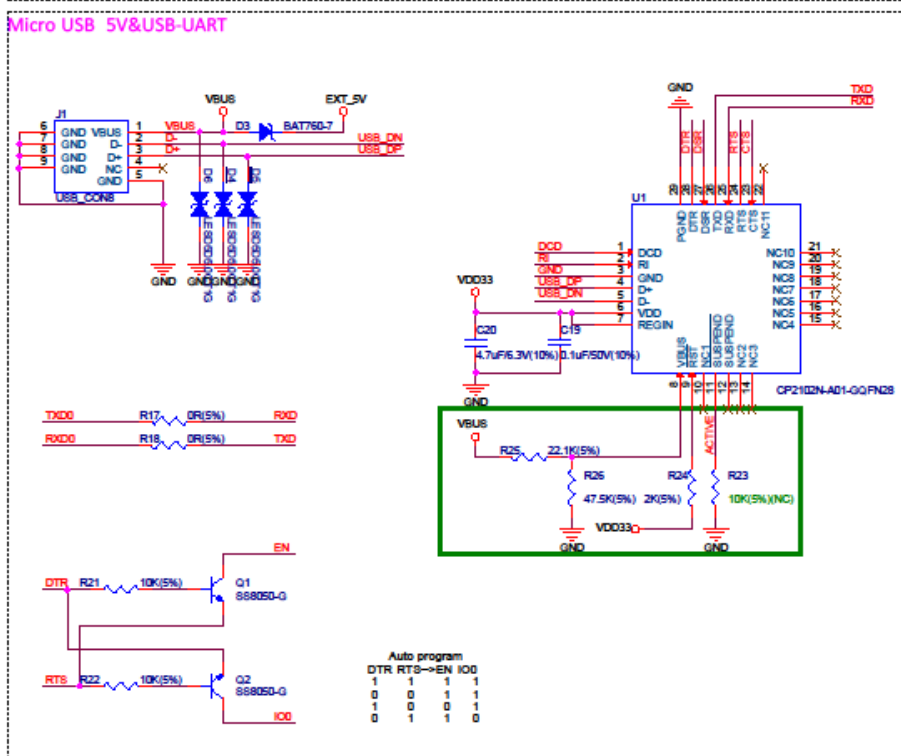 Micro USB 5V&USB-UART
VBUS
EXT_5V
D3
BAT760-7
J1
6 GND VBUS 1 VBUS
7 GND D- 2 D- USB_DN
8 GND D+ 3 D+ USB_DP
9 GND NC 4
GND 5
USB_CON8
D6
D4
D5
GND
GND
GND
GND
GND
TXD
RXD
DTR
DSR
RTS
CTS
29
28
27
26
25
24
23
22
U1
PGND
DTR
DSR
TXD
RXD
RTS
CTS
NC11
DCD 1 DCD
RI 2 RI
GND 3 GND
USB_DP 4 D+
USB_DN 5 D-
6 VDD
7 REGIN
NC10 21
NC9 20
NC8 19
NC7 18
NC6 17
NC5 16
NC4 15
VBUS
RST
NC1
SUSPEND
SUSPEND
NC2
NC3
8
9
10
11
12
13
14
CP2102N-A01-GQFN28
VDD33
C20
4.7uF/6.3V(10%)
C19
0.1uF/50V(10%)
GND
TXD0 R17 0R(5%) RXD
RXD0 R18 0R(5%) TXD
VBUS
R25 22.1K(5%)
R26
47.5K(5%)
GND
R24
2K(5%)
VDD33
ACTIVE
R23
10K(5%)(NC)
GND
EN
DTR R21 10K(5%)
Q1
SS8050-G
RTS R22 10K(5%)
Q2
SS8050-G
IO0
Auto program
DTR RTS-->EN IO0
1 1 1 1
0 0 1 1
1 0 0 1
0 1 1 0